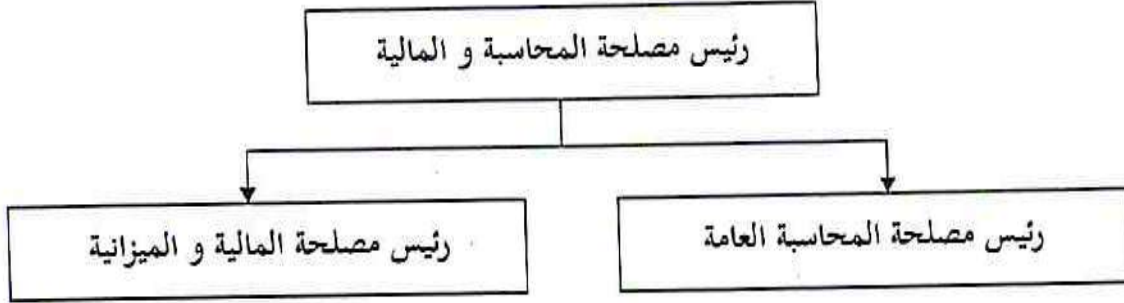 رئيس مصلحة المحاسبة و المالية
رئيس مصلحة المحاسبة العامة
رئيس مصلحة المالية و الميزانية